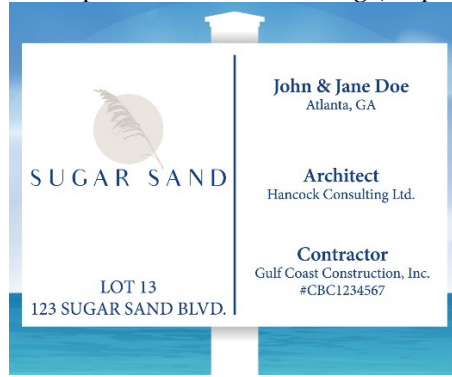 SUGAR SAND
LOT 13
123 SUGAR SAND BLVD.
John & Jane Doe
Atlanta, GA
Architect
Hancock Consulting Ltd.
Contractor
Gulf Coast Construction, Inc.
#CBC1234567